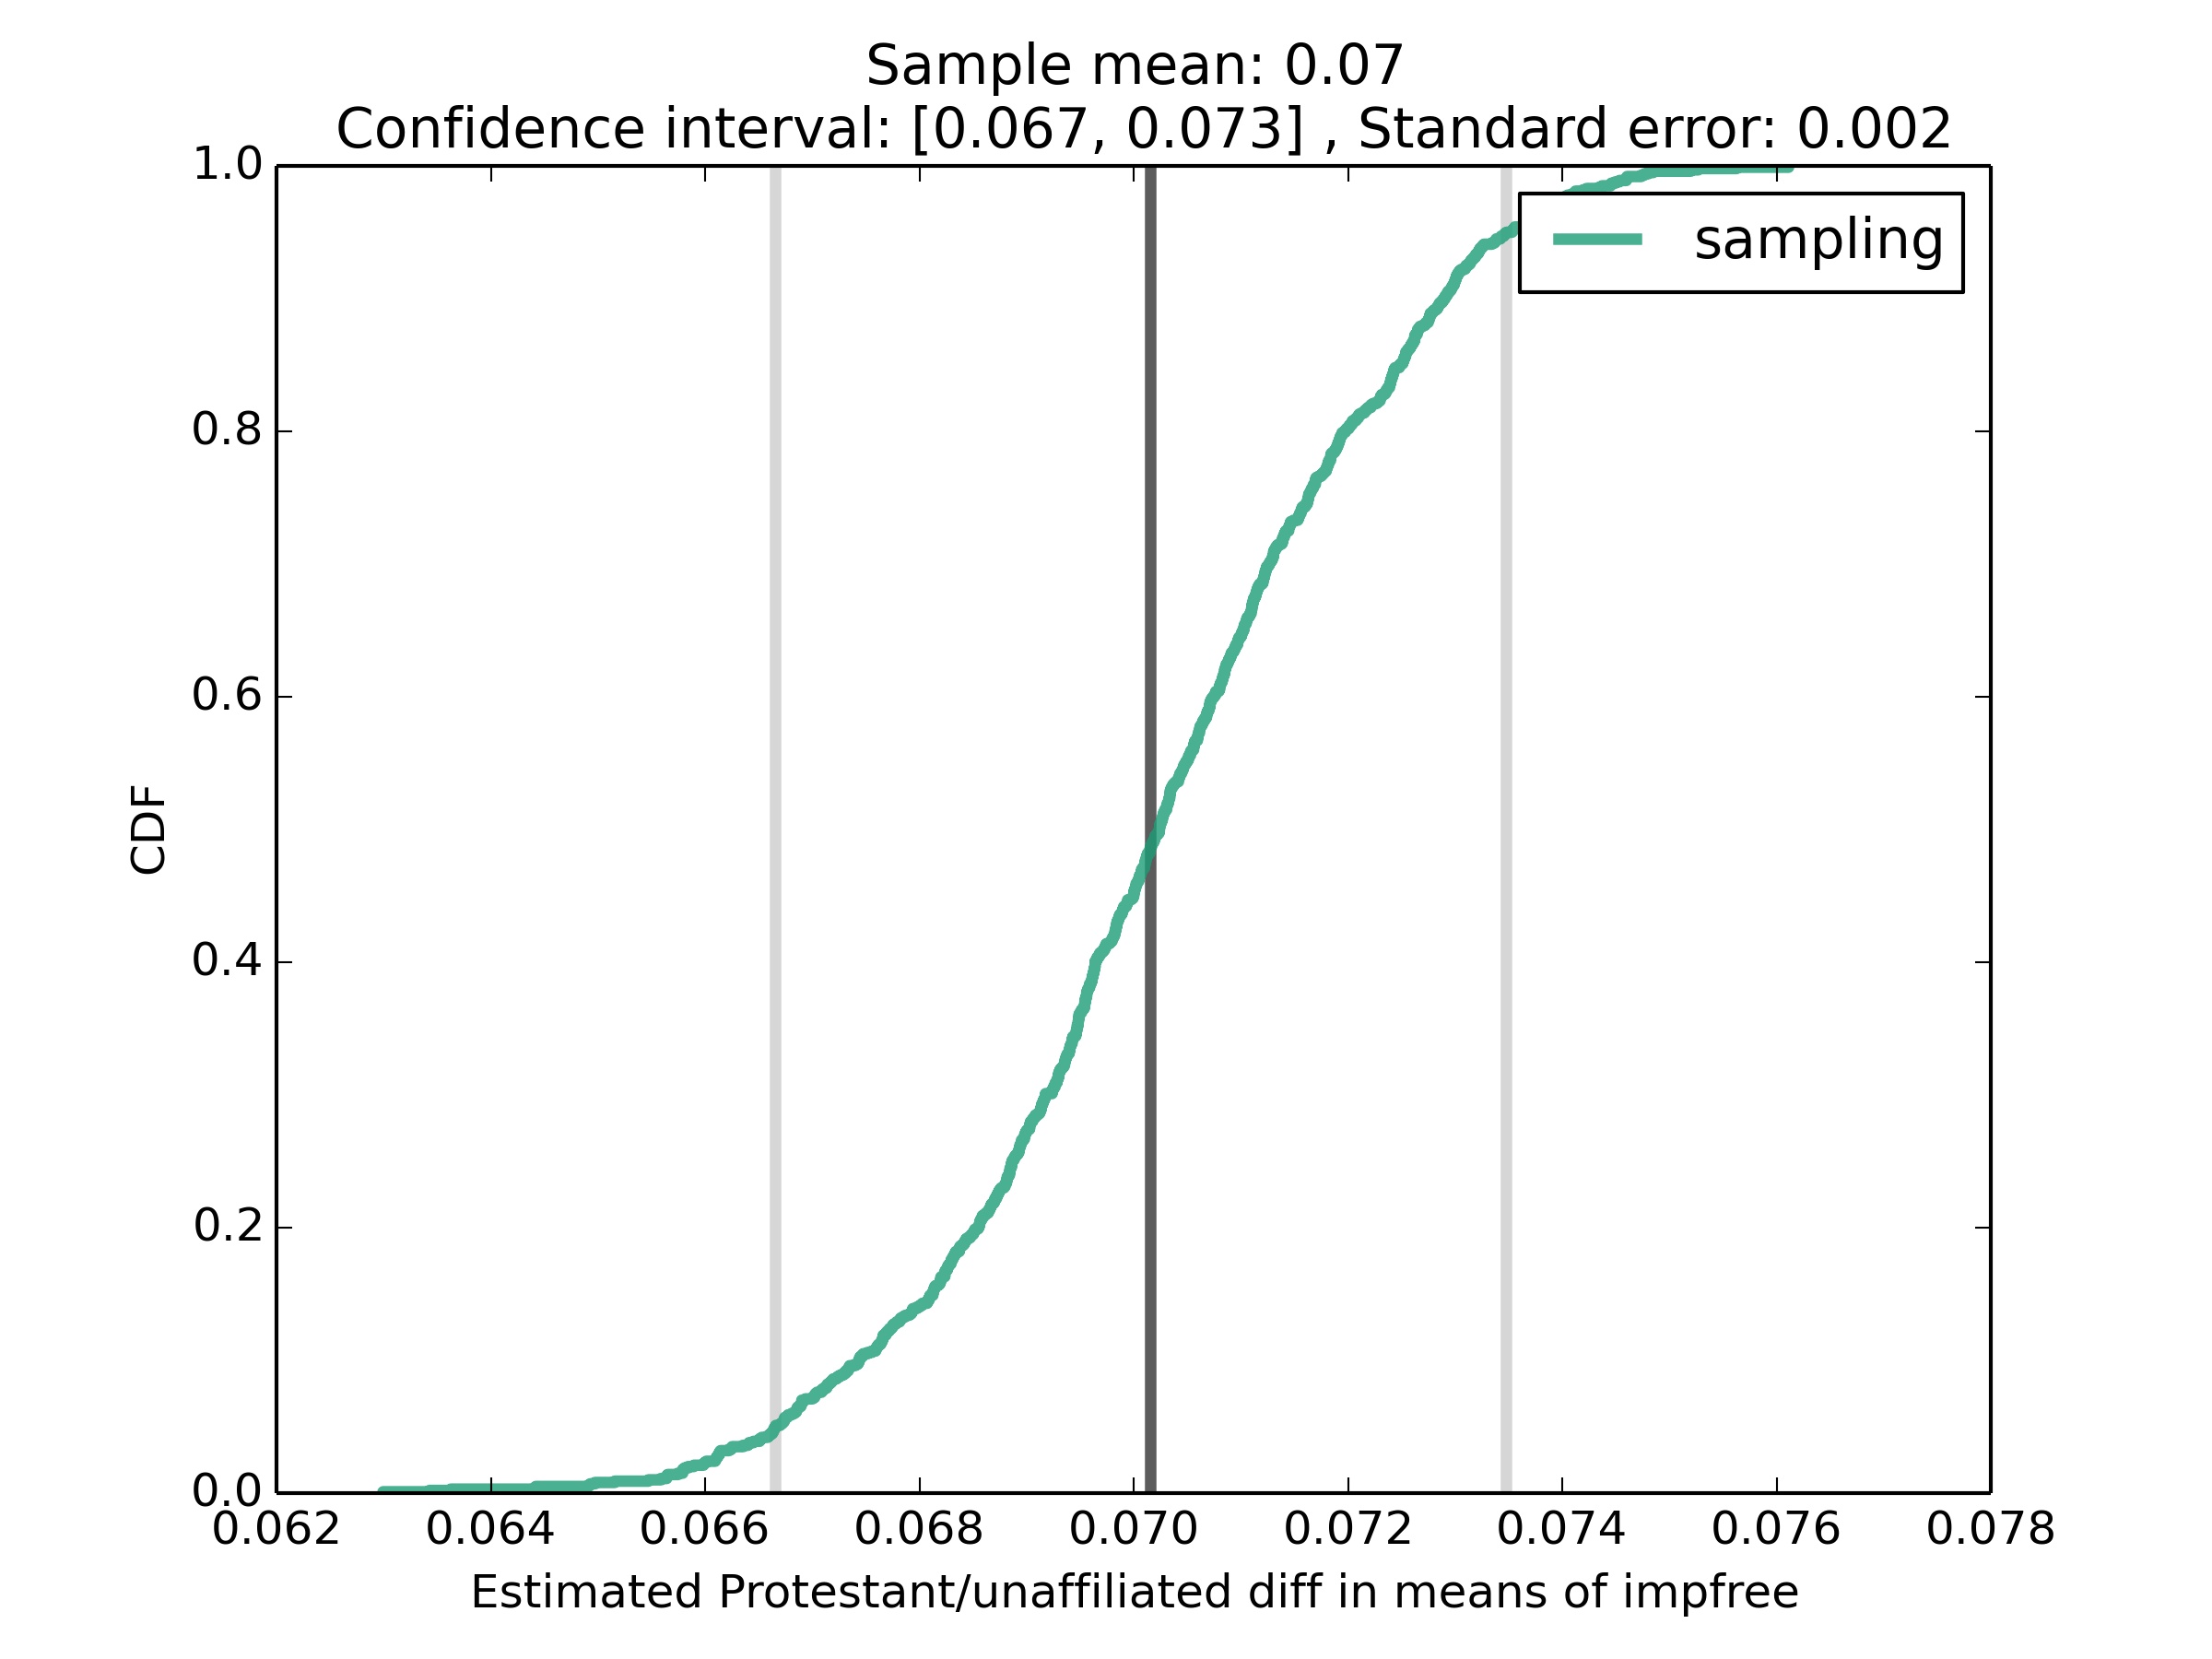 Sample mean: 0.07
Confidence interval: [0.067, 0.073] , Standard error: 0.002
1.0
sampling
0.8
0.6
CDF
0.4
0.2
0.0
0.062 0.064 0.066 0.068 0.070 0.072 0.074 0.076 0.078
Estimated Protestant/unaffiliated diff in means of impfree